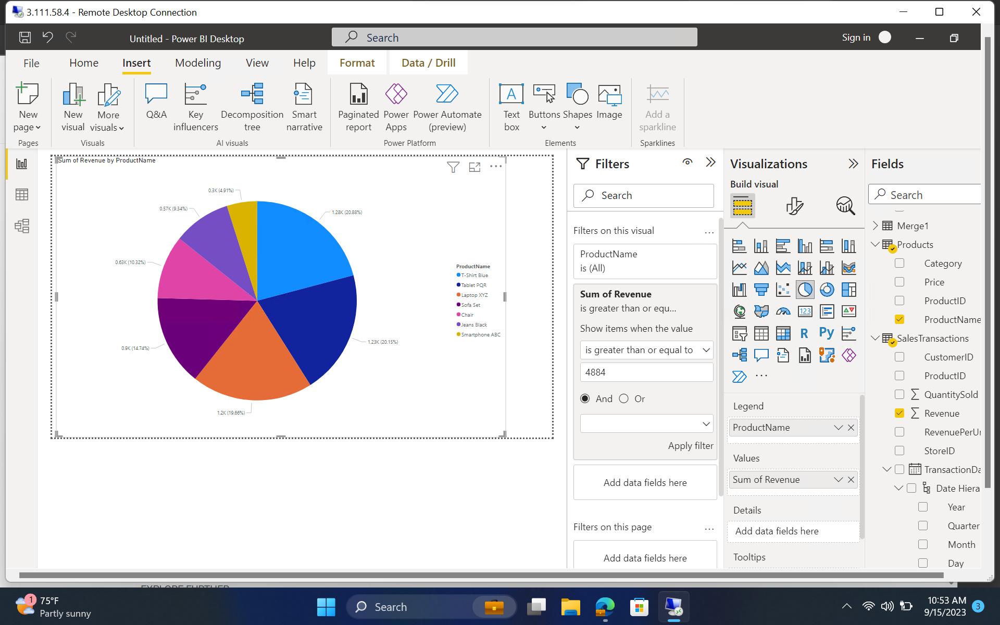 3.111.58.4 - Remote Desktop Connection
Untitled - Power BI Desktop
Search
Sign in
File
Home
Insert
Modeling
View
Help
Format
Data / Drill
New page
Pages
New visual
More visuals
Visuals
Q&A
Key influencers
Decomposition tree
Smart narrative
AI visuals
Paginated report
Power Apps
Power Automate (preview)
Power Platform
Text box
Buttons
Shapes
Image
Elements
Add a sparkline
Sparklines
Sum of Revenue by ProductName
0.3K (4.91%)
0.57K (9.34%)
1.28K (20.88%)
0.63K (10.32%)
0.9K (14.74%)
1.23K (20.15%)
1.2K (19.66%)
ProductName
T-Shirt Blue
Tablet PQR
Laptop XYZ
Sofa Set
Chair
Jeans Black
Smartphone ABC
Filters
Search
Filters on this visual
...
ProductName
is (All)
Sum of Revenue
is greater than or equ...
Show items when the value
is greater than or equal to
4884
And
Or
Apply filter
Add data fields here
Filters on this page
...
Add data fields here
Visualizations
Build visual
123
R
Py
...
Legend
ProductName
Values
Sum of Revenue
Details
Add data fields here
Tooltips
Fields
Search
Merge1
Products
Category
Price
ProductID
ProductName
SalesTransactions
CustomerID
ProductID
QuantitySold
Revenue
RevenuePerUn
StoreID
TransactionDa
Date Hiera
Year
Quarter
Month
Day
EXPLORE FURTHER
1
75°F
Partly sunny
Search
10:53 AM
9/15/2023
3